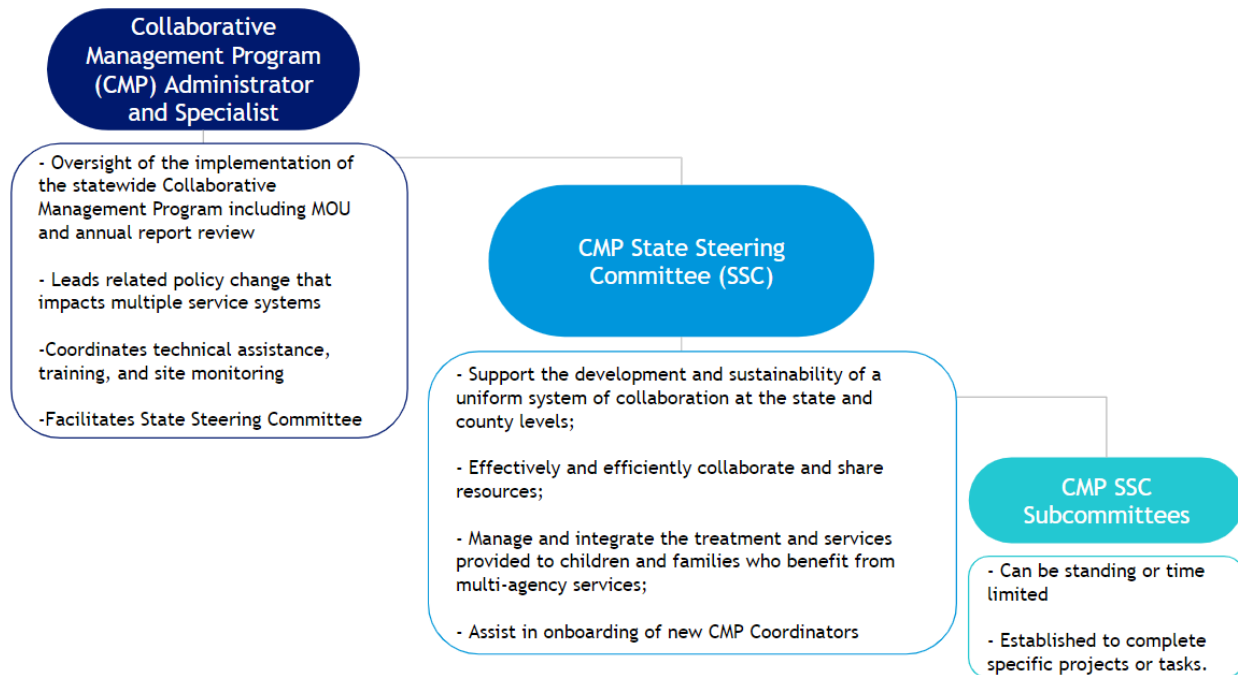 Collaborative
Management Program
(CMP) Administrator
and Specialist
- Oversight of the implementation of
the statewide Collaborative
Management Program including MOU
and annual report review
- Leads related policy change that
impacts multiple service systems
-Coordinates technical assistance,
training, and site monitoring
-Facilitates State Steering Committee
CMP State Steering
Committee (SSC)
- Support the development and sustainability of a
uniform system of collaboration at the state and
county levels;
- Effectively and efficiently collaborate and share
resources;
- Manage and integrate the treatment and services
provided to children and families who benefit from
multi-agency services;
- Assist in onboarding of new CMP Coordinators
CMP SSC
Subcommittees
- Can be standing or time
limited
- Established to complete
specific projects or tasks.